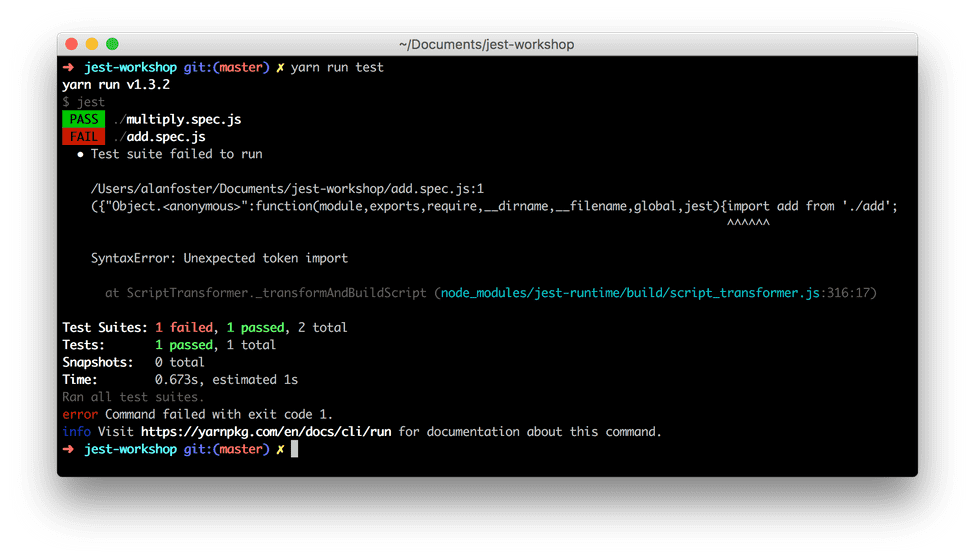 ~/Documents/jest-workshop
➜ jest-workshop git:(master) ✗ yarn run test
yarn run v1.3.2
$ jest
PASS ./multiply.spec.js
FAIL ./add.spec.js
● Test suite failed to run
/Users/alanfoster/Documents/jest-workshop/add.spec.js:1
({"Object.<anonymous>":function(module,exports,require,__dirname,__filename,global,jest){import add from './add';
^^^^^^
SyntaxError: Unexpected token import
at ScriptTransformer._transformAndBuildScript (node_modules/jest-runtime/build/script_transformer.js:316:17)
Test Suites: 1 failed, 1 passed, 2 total
Tests: 1 passed, 1 total
Snapshots: 0 total
Time: 0.673s, estimated 1s
Ran all test suites.
error Command failed with exit code 1.
info Visit https://yarnpkg.com/en/docs/cli/run for documentation about this command.
➜ jest-workshop git:(master) ✗